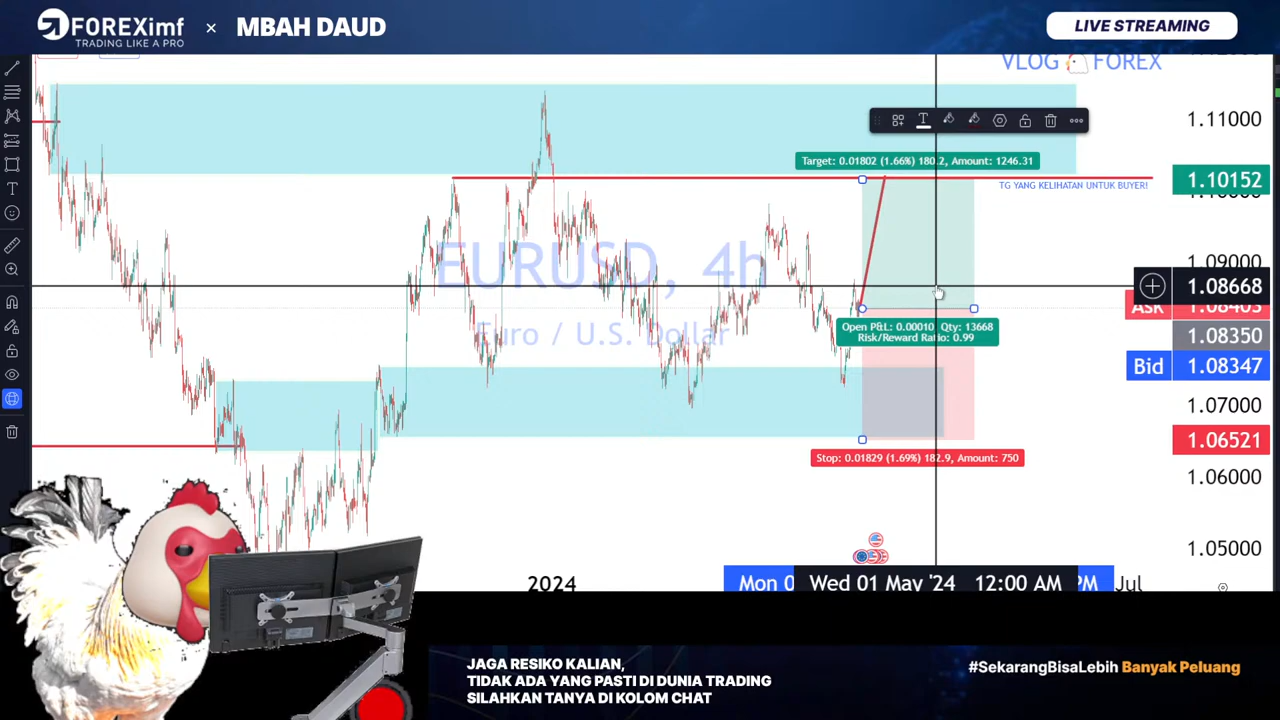 FOREXimf
TRADING LIKE A PRO
×
MBAH DAUD
LIVE STREAMING
VLOG FOREX
1.11000
Target: 0.01802 (1.66%) 180.2, Amount: 1246.31
TG YANG KELIHATAN UNTUK BUYER!
1.10152
EURUSD, 4h
Euro / U.S. Dollar
1.09000
1.08668
ASK
Open P&L: 0.00010 Qty: 13668
Risk/Reward Ratio: 0.99
1.08350
Bid
1.08347
1.07000
1.06521
Stop: 0.01829 (1.69%) 182.9, Amount: 750
1.06000
1.05000
2024
Mon 0
Wed 01 May '24 12:00 AM
PM
Jul
JAGA RESIKO KALIAN,
TIDAK ADA YANG PASTI DI DUNIA TRADING
SILAHKAN TANYA DI KOLOM CHAT
#SekarangBisaLebih Banyak Peluang